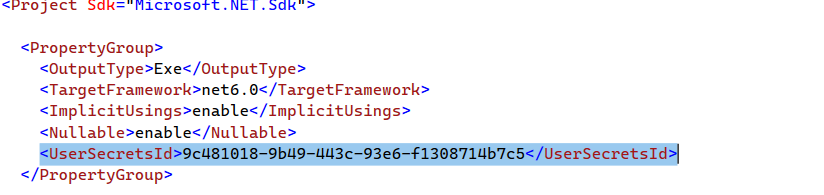 <Project Sdk="Microsoft.NET.Sdk">
<PropertyGroup>
<OutputType>Exe</OutputType>
<TargetFramework>net6.0</TargetFramework>
<ImplicitUsings>enable</ImplicitUsings>
<Nullable>enable</Nullable>
<UserSecretsId>9c481018-9b49-443c-93e6-f1308714b7c5</UserSecretsId>
</PropertyGroup>